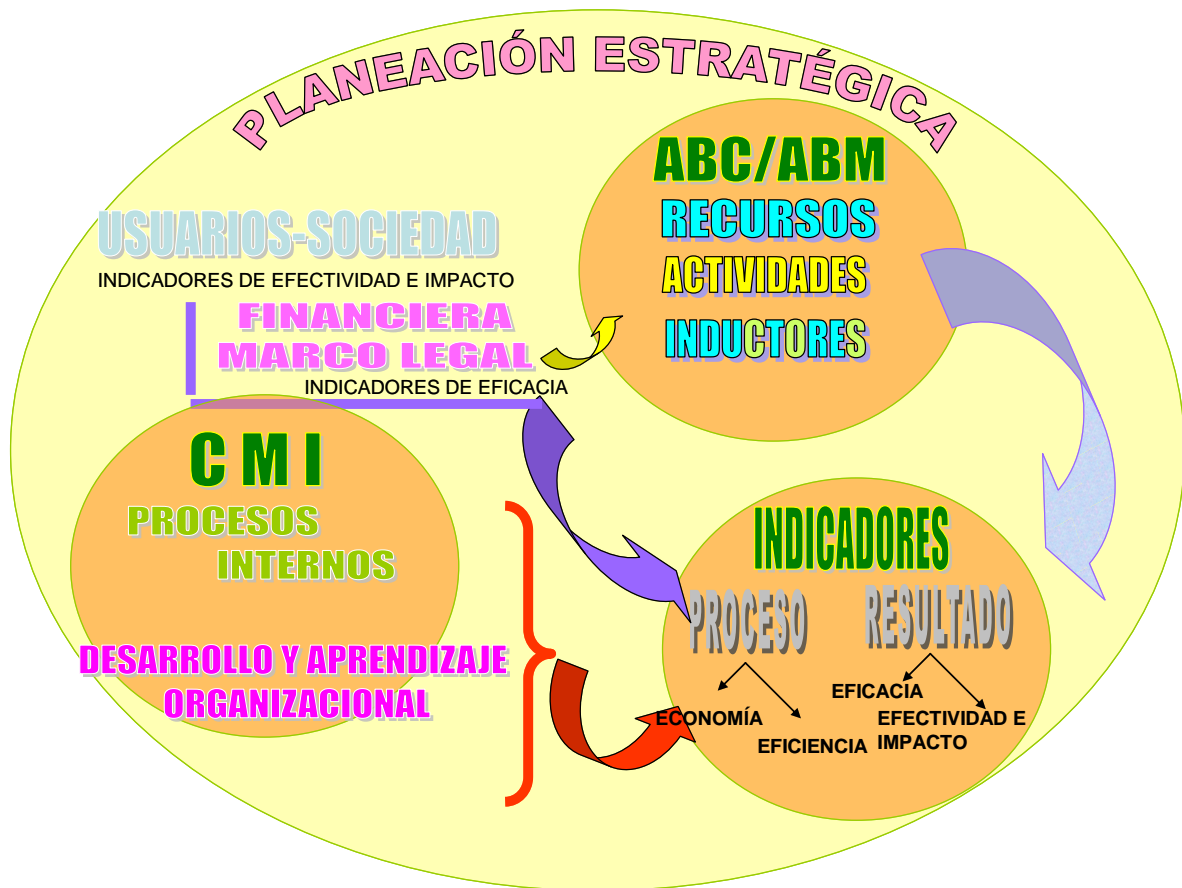 PLANEACIÓN ESTRATÉGICA
USUARIOS-SOCIEDAD
INDICADORES DE EFECTIVIDAD E IMPACTO
FINANCIERA
MARCO LEGAL
INDICADORES DE EFICACIA
ABC/ABM
RECURSOS
ACTIVIDADES
INDUCTORES
C M I
PROCESOS
INTERNOS
DESARROLLO Y APRENDIZAJE
ORGANIZACIONAL
INDICADORES
PROCESO
RESULTADO
ECONOMÍA
EFICIENCIA
EFICACIA
EFECTIVIDAD E
IMPACTO